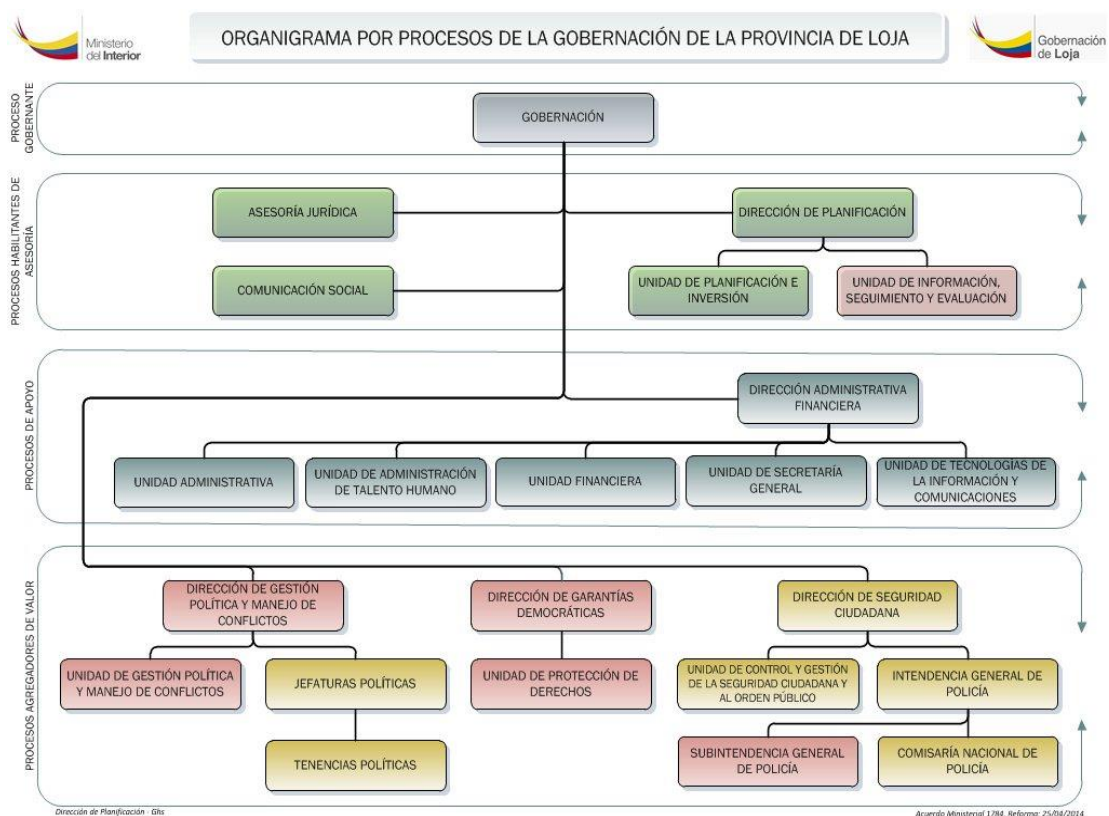 Ministerio
del Interior
ORGANIGRAMA POR PROCESOS DE LA GOBERNACIÓN DE LA PROVINCIA DE LOJA
Gobernación
de Loja
PROCESO
GOBERNANTE
GOBERNACIÓN
PROCESOS HABILITANTES DE
ASESORÍA
ASESORÍA JURÍDICA
DIRECCIÓN DE PLANIFICACIÓN
COMUNICACIÓN SOCIAL
UNIDAD DE PLANIFICACIÓN E
INVERSIÓN
UNIDAD DE INFORMACIÓN,
SEGUIMIENTO Y EVALUACIÓN
PROCESOS DE APOYO
DIRECCIÓN ADMINISTRATIVA
FINANCIERA
UNIDAD ADMINISTRATIVA
UNIDAD DE ADMINISTRACIÓN
DE TALENTO HUMANO
UNIDAD FINANCIERA
UNIDAD DE SECRETARÍA
GENERAL
UNIDAD DE TECNOLOGÍAS DE
LA INFORMACIÓN Y
COMUNICACIONES
PROCESOS AGREGADORES DE VALOR
DIRECCIÓN DE GESTIÓN
POLÍTICA Y MANEJO DE
CONFLICTOS
DIRECCIÓN DE GARANTÍAS
DEMOCRÁTICAS
DIRECCIÓN DE SEGURIDAD
CIUDADANA
UNIDAD DE GESTIÓN POLÍTICA
Y MANEJO DE CONFLICTOS
JEFATURAS POLÍTICAS
UNIDAD DE PROTECCIÓN DE
DERECHOS
UNIDAD DE CONTROL Y GESTIÓN
DE LA SEGURIDAD CIUDADANA Y
AL ORDEN PÚBLICO
INTENDENCIA GENERAL DE
POLICÍA
TENENCIAS POLÍTICAS
SUBINTENDENCIA GENERAL
DE POLICÍA
COMISARÍA NACIONAL DE
POLICÍA
Dirección de Planificación - Ghs
Acuerdo Ministerial 1784, Reforma: 25/04/2014